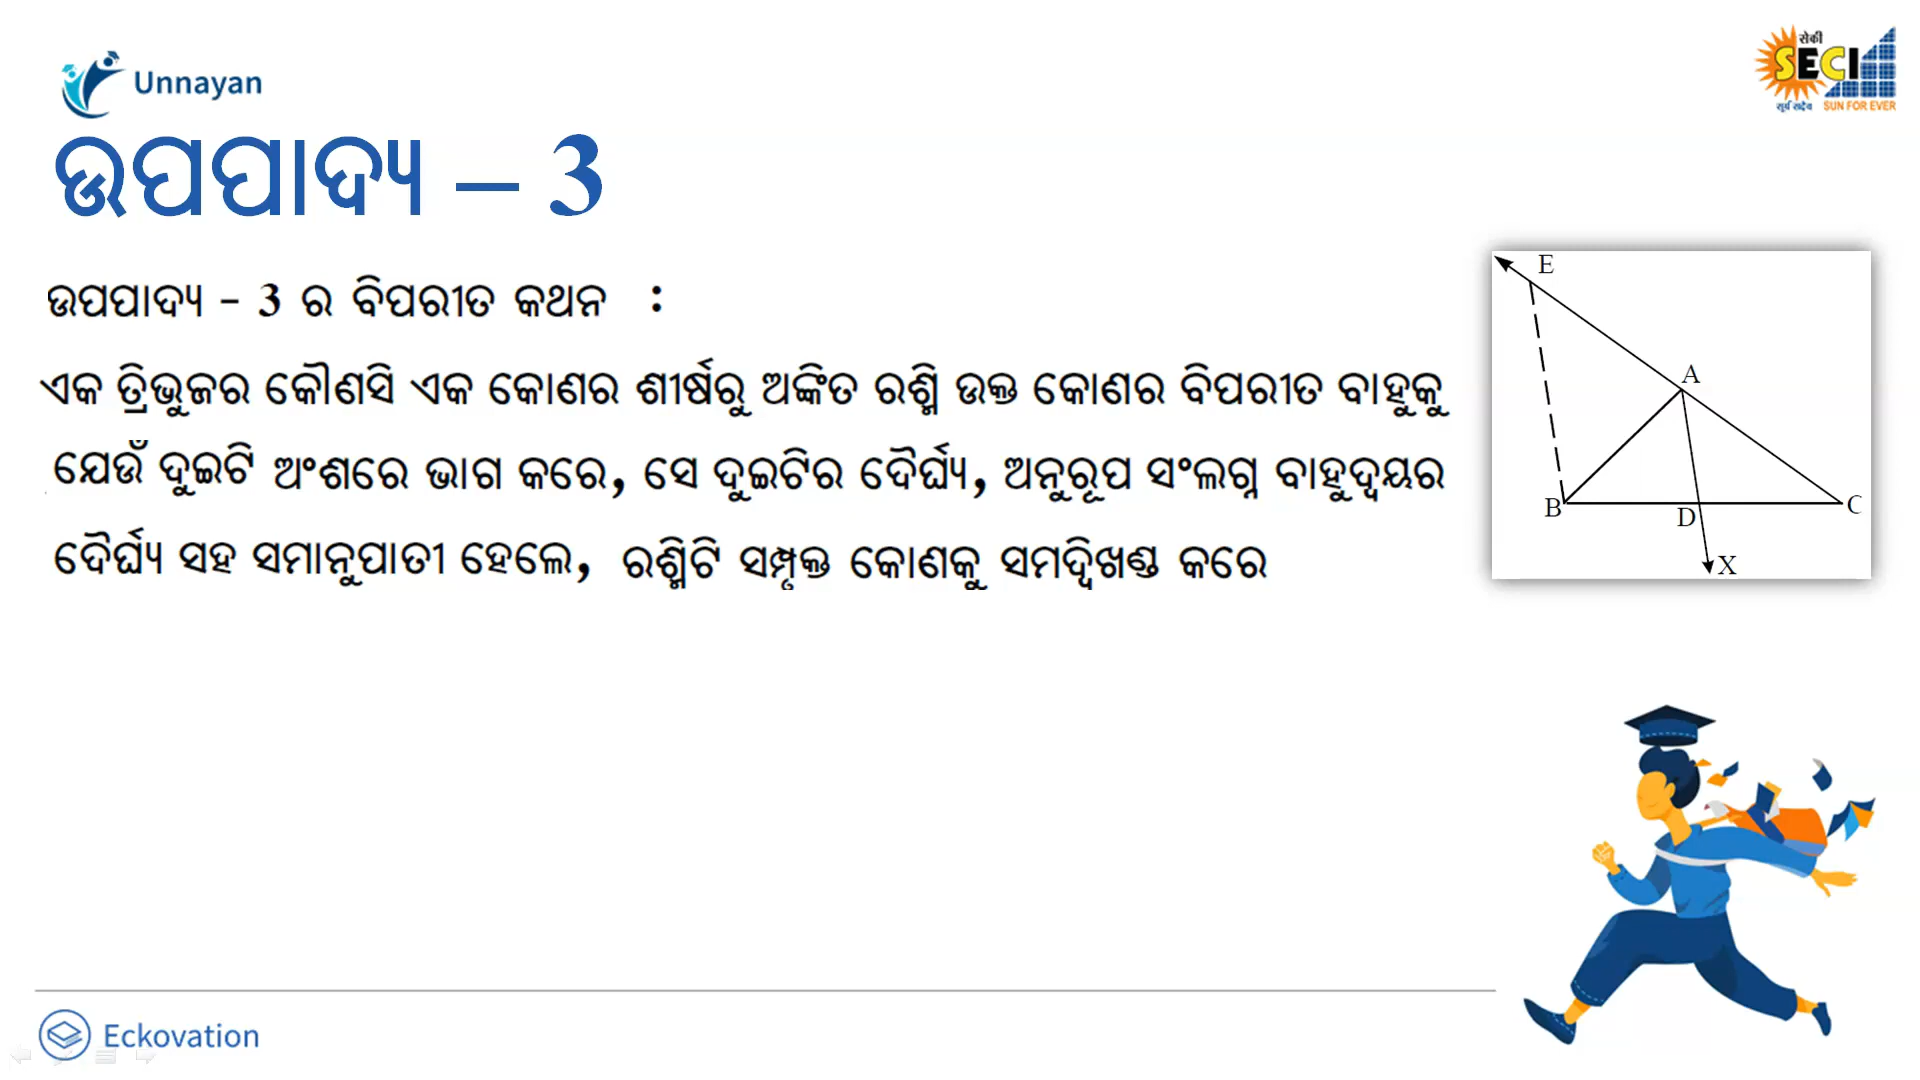 Unnayan
सेकी
SECI
सूर्य सदैव SUN FOR EVER
ଉପପାଦ୍ୟ – 3
ଉପପାଦ୍ୟ - 3 ର ବିପରୀତ କଥନ :
ଏକ ତ୍ରିଭୁଜର କୌଣସି ଏକ କୋଣର ଶୀର୍ଷରୁ ଅଙ୍କିତ ରଶ୍ମି ଉକ୍ତ କୋଣର ବିପରୀତ ବାହୁକୁ
ଯେଉଁ ଦୁଇଟି ଅଂଶରେ ଭାଗ କରେ, ସେ ଦୁଇଟିର ଦୈର୍ଘ୍ୟ, ଅନୁରୂପ ସଂଲଗ୍ନ ବାହୁଦ୍ୱୟର
ଦୈର୍ଘ୍ୟ ସହ ସମାନୁପାତୀ ହେଲେ, ରଶ୍ମିଟି ସମ୍ପୃକ୍ତ କୋଣକୁ ସମଦ୍ୱିଖଣ୍ଡ କରେ
E
A
B
D
C
X
Eckovation